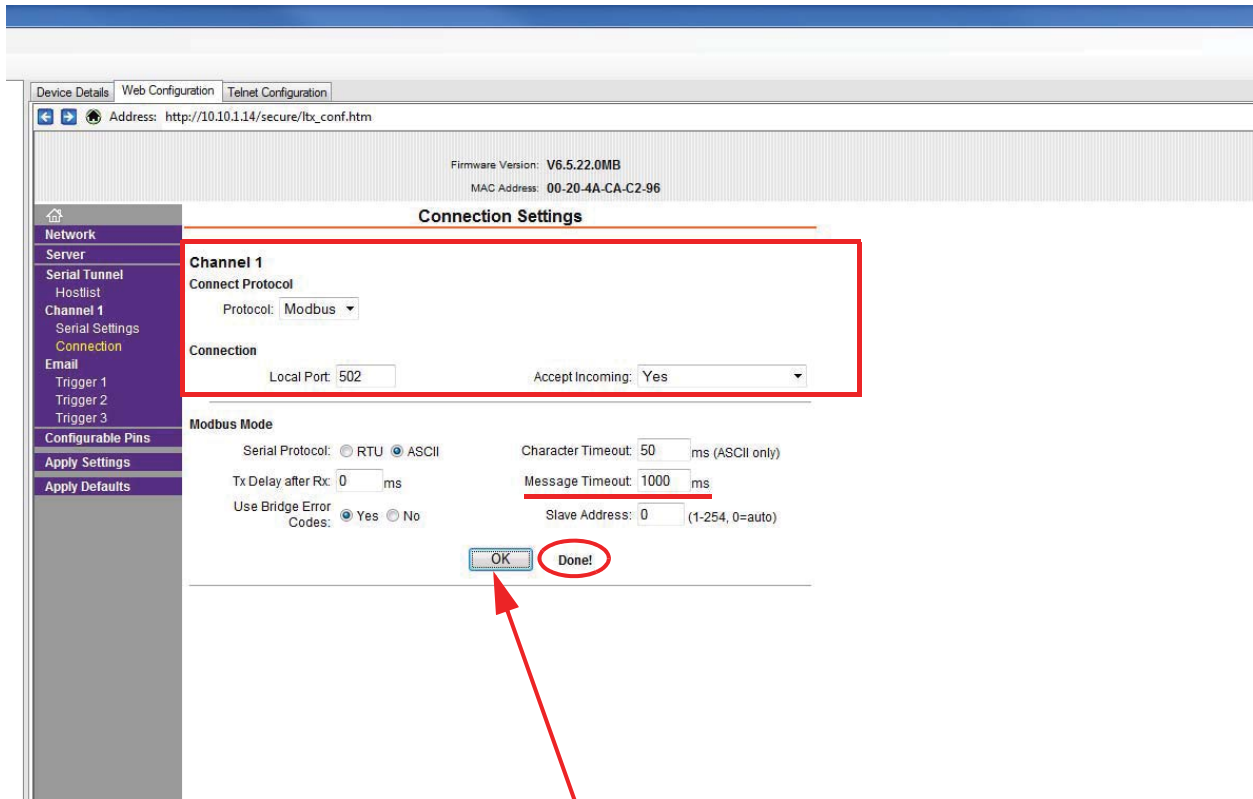 Device Details Web Configuration Telnet Configuration
Address: http://10.10.1.14/secure/ltx_conf.htm
Firmware Version: V6.5.22.0MB
MAC Address: 00-20-4A-CA-C2-96
Network
Server
Serial Tunnel
Hostlist
Channel 1
Serial Settings
Connection
Email
Trigger 1
Trigger 2
Trigger 3
Configurable Pins
Apply Settings
Apply Defaults
Connection Settings
Channel 1
Connect Protocol
Protocol: Modbus
Connection
Local Port: 502 Accept Incoming: Yes
Modbus Mode
Serial Protocol: RTU ASCII Character Timeout: 50 ms (ASCII only)
Tx Delay after Rx: 0 ms Message Timeout: 1000 ms
Use Bridge Error
Codes: Yes No Slave Address: 0 (1-254, 0=auto)
OK Done!